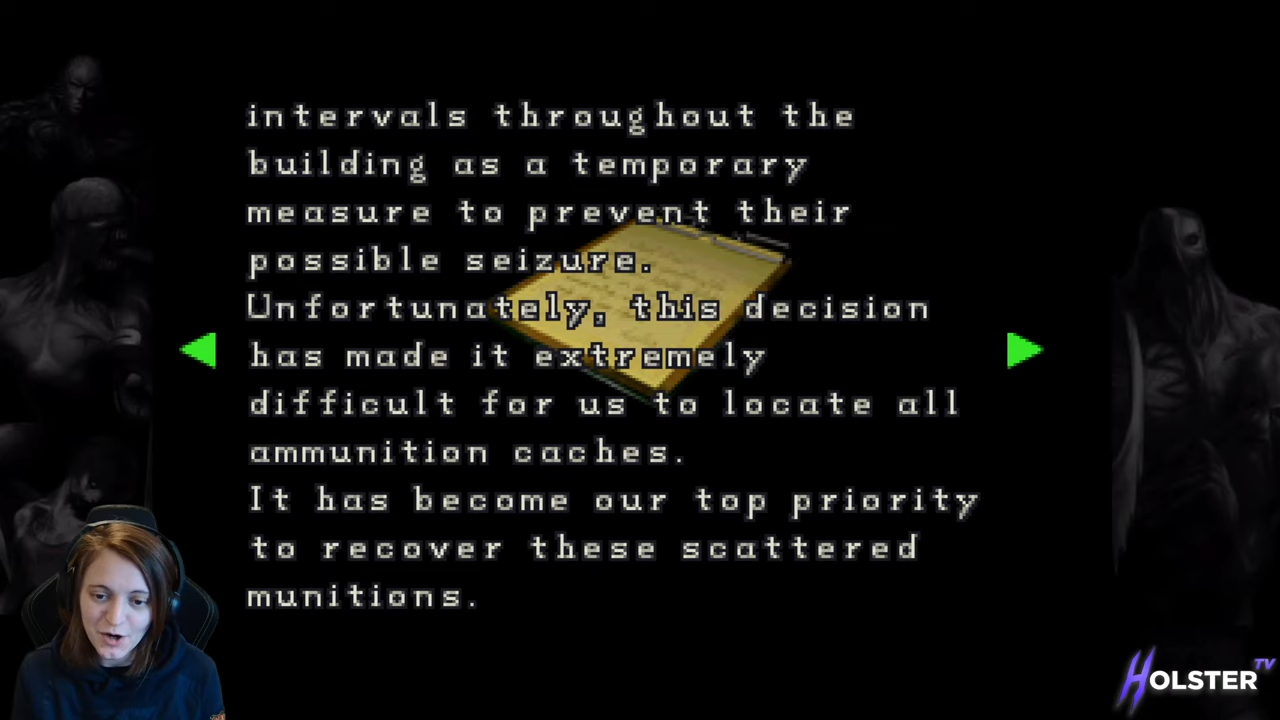 intervals throughout the
building as a temporary
measure to prevent their
possible seizure.
Unfortunately, this decision
has made it extremely
difficult for us to locate all
ammunition caches.
It has become our top priority
to recover these scattered
munitions.
HOLSTER TV